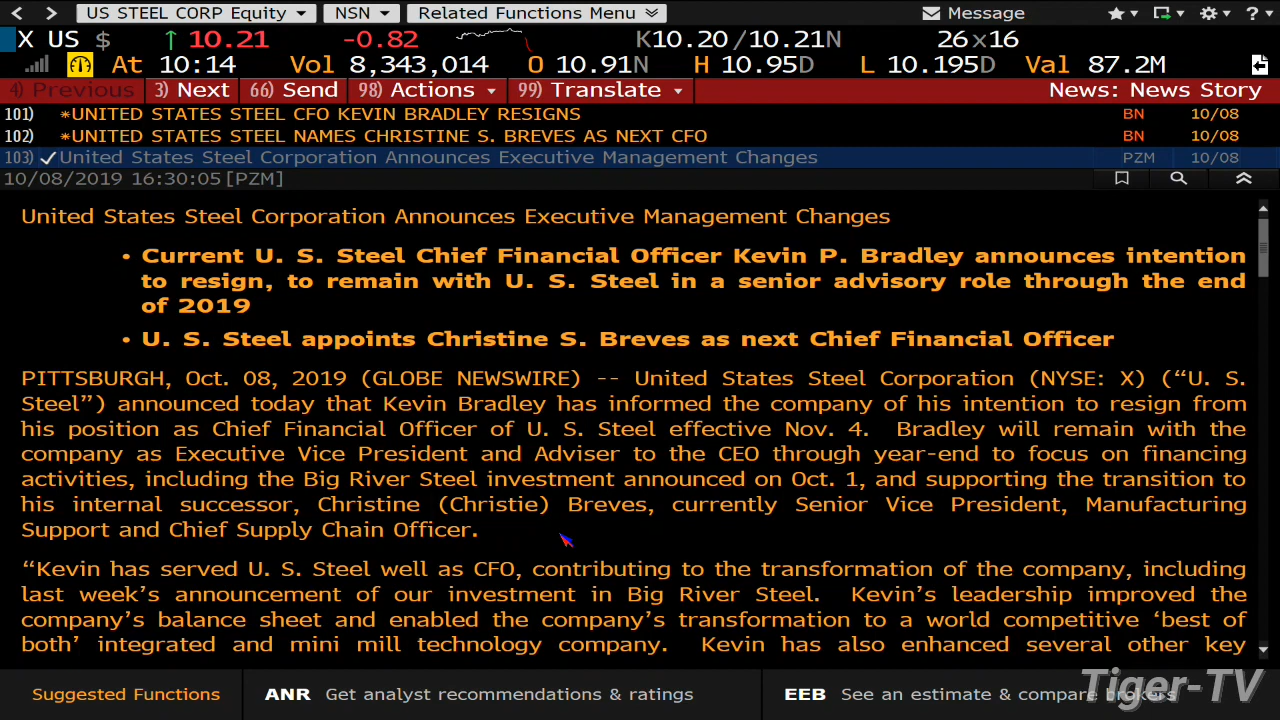 US STEEL CORP Equity NSN Related Functions Menu Message
X US $ ↑ 10.21 -0.82 K10.20/10.21N 26x16
At 10:14 Vol 8,343,014 O 10.91N H 10.95D L 10.195D Val 87.2M
4) Previous 3) Next 66) Send 98) Actions 99) Translate News: News Story
101) *UNITED STATES STEEL CFO KEVIN BRADLEY RESIGNS BN 10/08
102) *UNITED STATES STEEL NAMES CHRISTINE S. BREVES AS NEXT CFO BN 10/08
103) ✓United States Steel Corporation Announces Executive Management Changes PZM 10/08
10/08/2019 16:30:05 [PZM]
United States Steel Corporation Announces Executive Management Changes
• Current U. S. Steel Chief Financial Officer Kevin P. Bradley announces intention
to resign, to remain with U. S. Steel in a senior advisory role through the end
of 2019
• U. S. Steel appoints Christine S. Breves as next Chief Financial Officer
PITTSBURGH, Oct. 08, 2019 (GLOBE NEWSWIRE) -- United States Steel Corporation (NYSE: X) (“U. S.
Steel”) announced today that Kevin Bradley has informed the company of his intention to resign from
his position as Chief Financial Officer of U. S. Steel effective Nov. 4. Bradley will remain with the
company as Executive Vice President and Adviser to the CEO through year-end to focus on financing
activities, including the Big River Steel investment announced on Oct. 1, and supporting the transition to
his internal successor, Christine (Christie) Breves, currently Senior Vice President, Manufacturing
Support and Chief Supply Chain Officer.
“Kevin has served U. S. Steel well as CFO, contributing to the transformation of the company, including
last week’s announcement of our investment in Big River Steel. Kevin’s leadership improved the
company’s balance sheet and enabled the company’s transformation to a world competitive ‘best of
both’ integrated and mini mill technology company. Kevin has also enhanced several other key
Suggested Functions ANR Get analyst recommendations & ratings EEB See an estimate & compare brokers
Tiger-TV